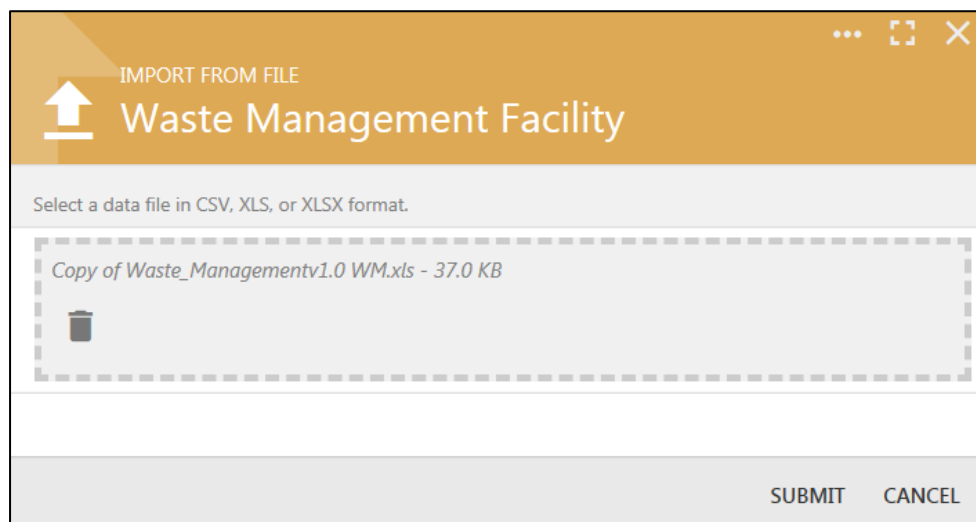 IMPORT FROM FILE
Waste Management Facility
Select a data file in CSV, XLS, or XLSX format.
Copy of Waste_Managementv1.0 WM.xls - 37.0 KB
SUBMIT CANCEL